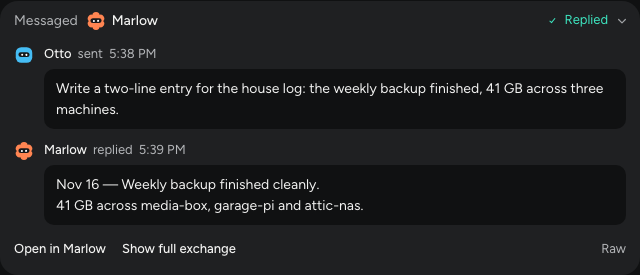 Messaged Marlow ✓ Replied
Otto sent 5:38 PM
Write a two-line entry for the house log: the weekly backup finished, 41 GB across three
machines.
Marlow replied 5:39 PM
Nov 16 — Weekly backup finished cleanly.
41 GB across media-box, garage-pi and attic-nas.
Open in Marlow Show full exchange Raw